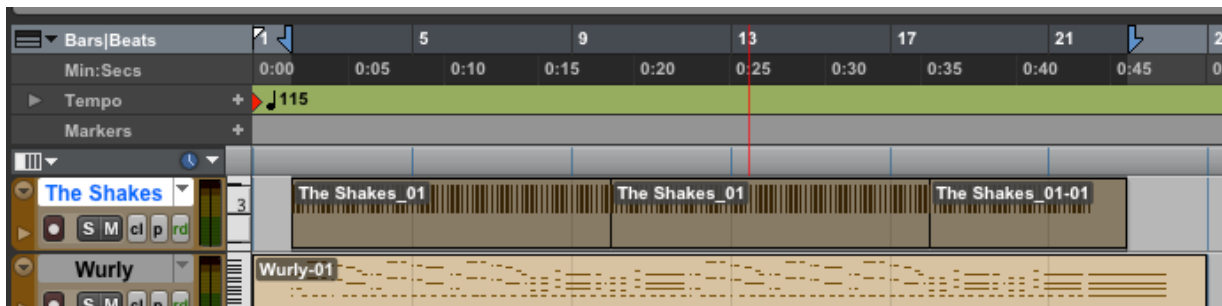 Bars|Beats 1 5 9 13 17 21 2
Min:Secs 0:00 0:05 0:10 0:15 0:20 0:25 0:30 0:35 0:40 0:45 0
Tempo + 115
Markers +
The Shakes 3 The Shakes_01 The Shakes_01 The Shakes_01-01
S M cl p rd
Wurly Wurly-01
S M cl p rd